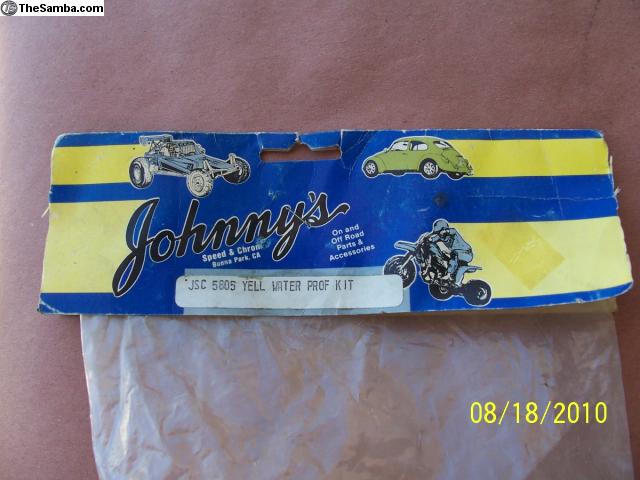 TheSamba.com
Johnny's
Speed & Chrome
Buena Park, CA
On and
Off Road
Parts &
Accessories
JSC 5805 YELL WATER PROF KIT
08/18/2010